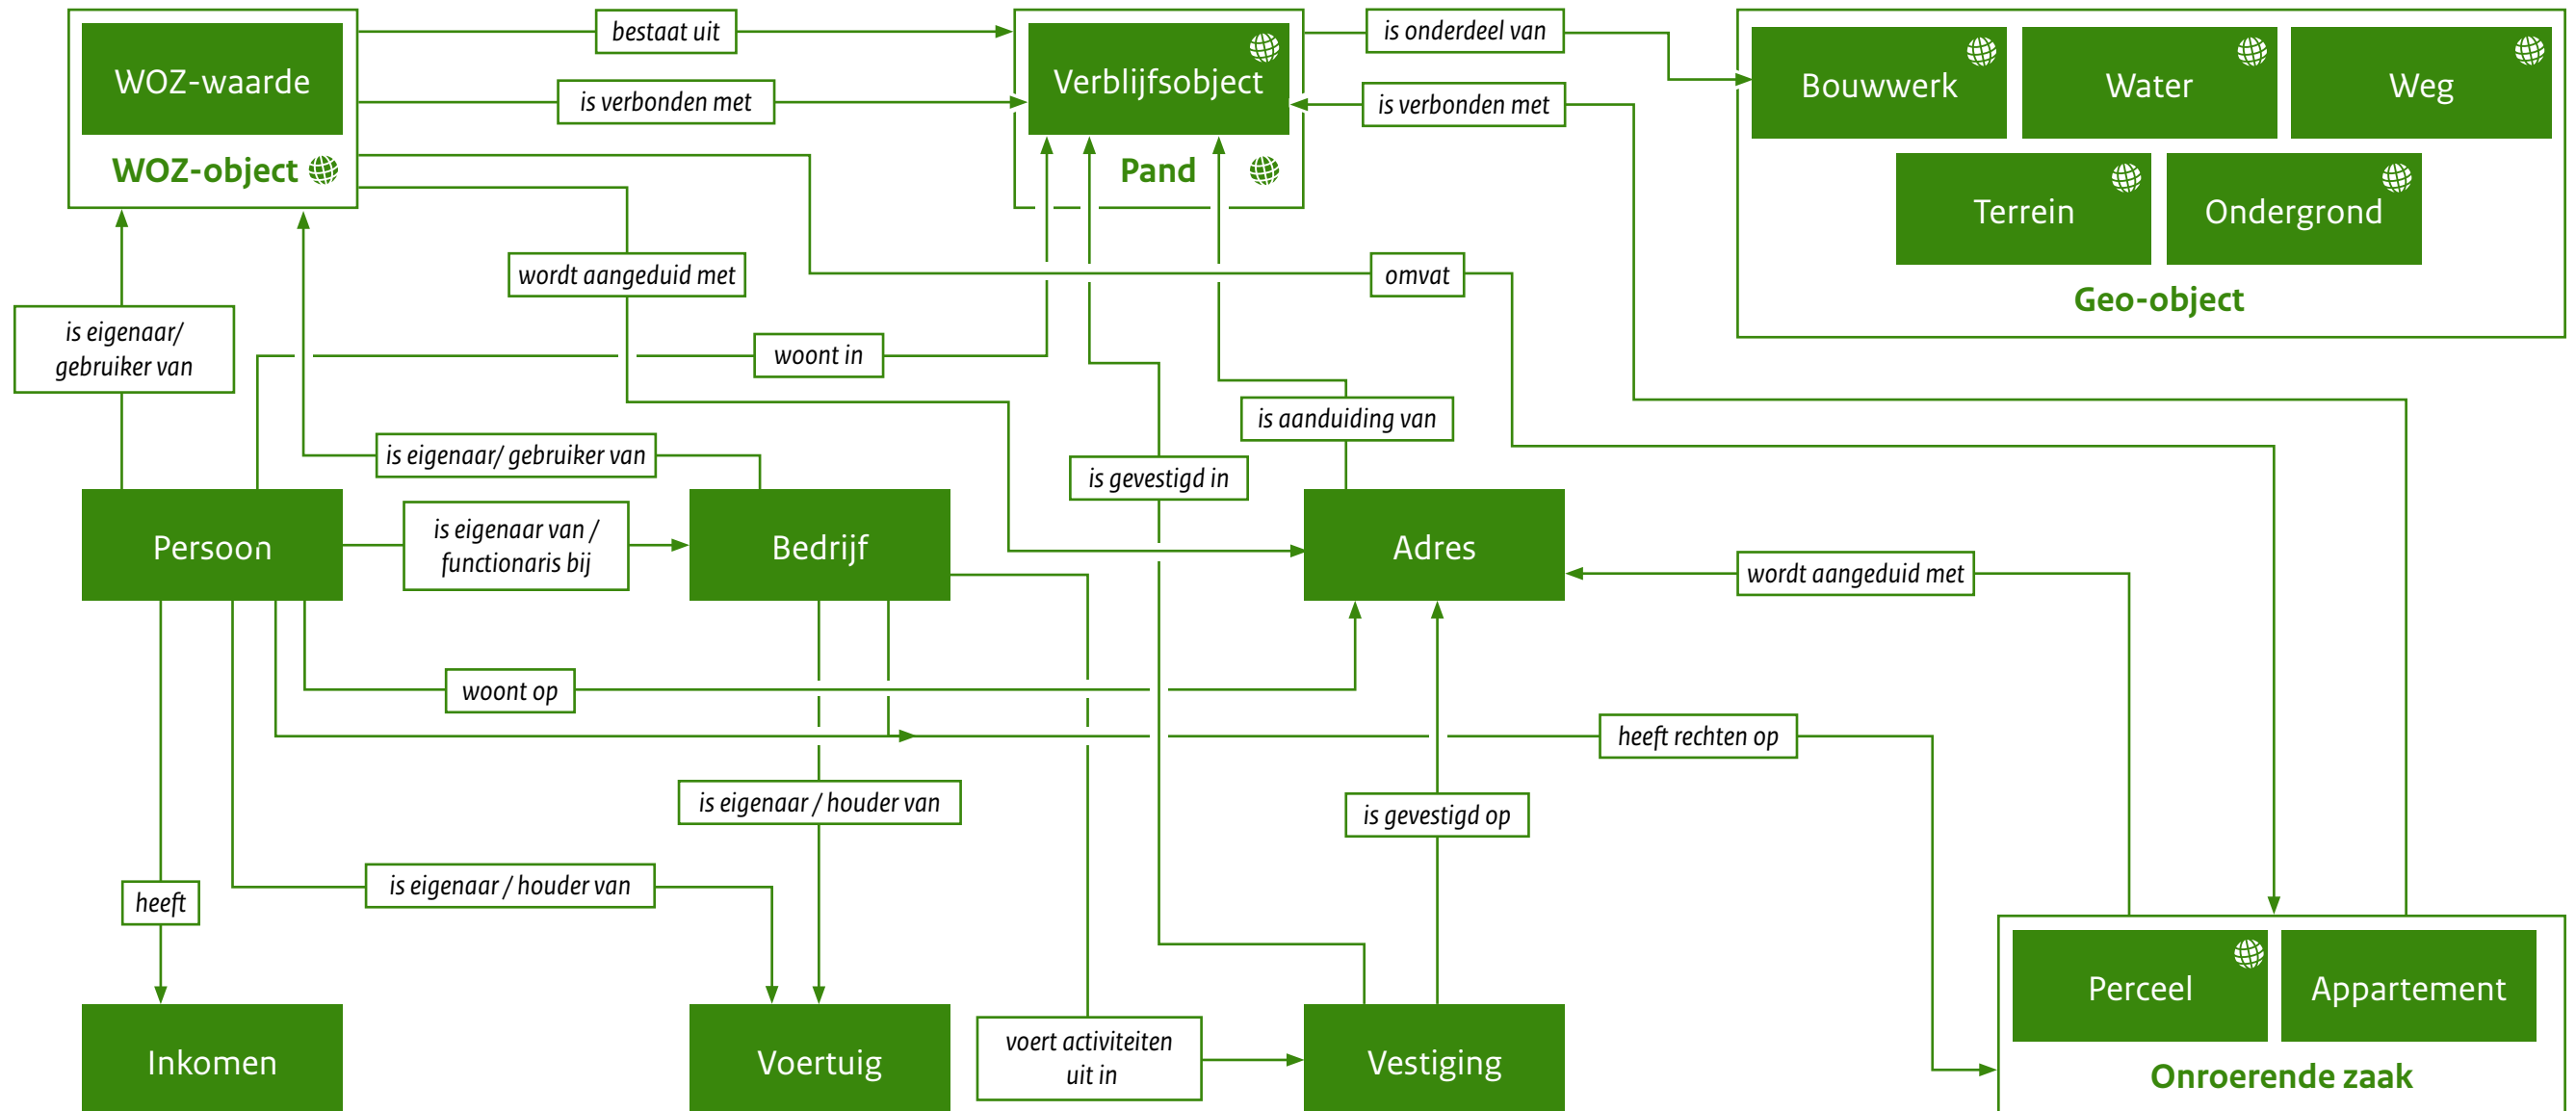 bestaat uit
is onderdeel van
WOZ-waarde
Verblijfsobject
Bouwwerk
Water
Weg
is verbonden met
is verbonden met
WOZ-object
Pand
Terrein
Ondergrond
wordt aangeduid met
omvat
Geo-object
is eigenaar/
gebruiker van
woont in
is aanduiding van
is eigenaar/ gebruiker van
is gevestigd in
Persoon
is eigenaar van /
functionaris bij
Bedrijf
Adres
wordt aangeduid met
woont op
heeft rechten op
is eigenaar / houder van
is gevestigd op
is eigenaar / houder van
heeft
Perceel
Appartement
Inkomen
Voertuig
voert activiteiten
uit in
Vestiging
Onroerende zaak